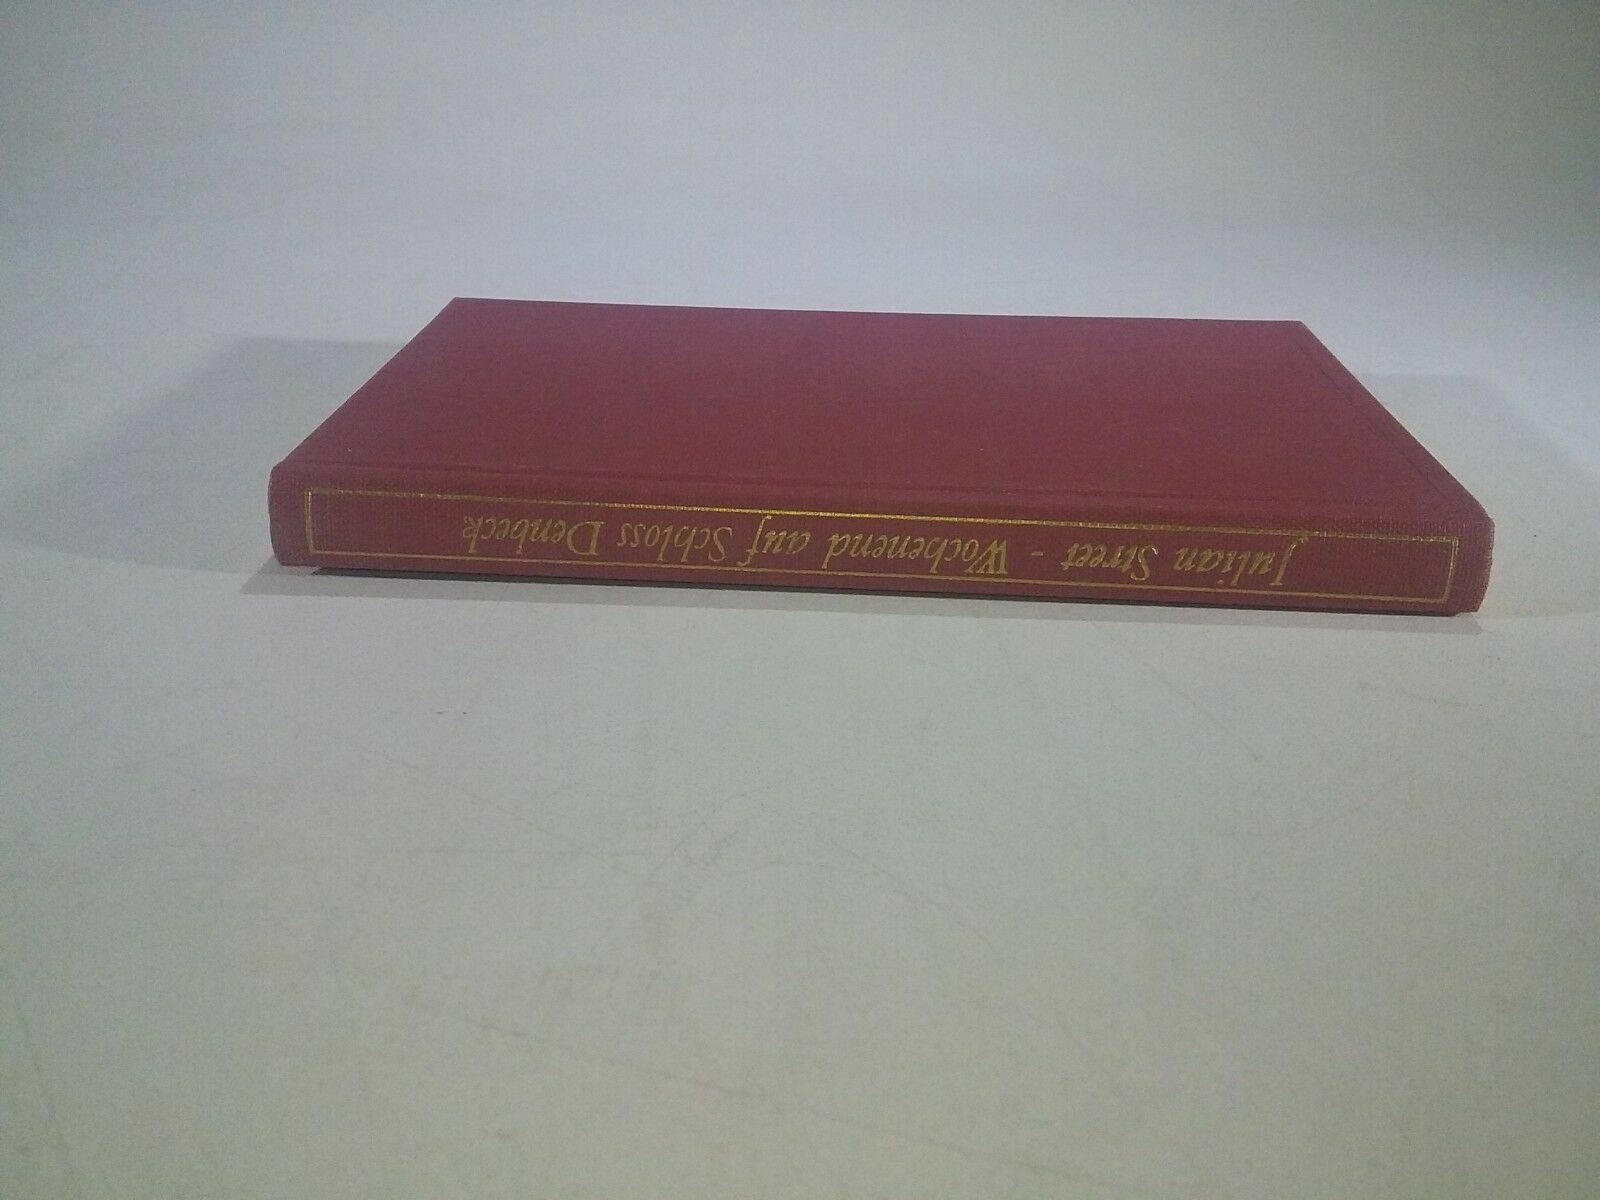 Julian Street - Wochenend auf Schloss Denbeck